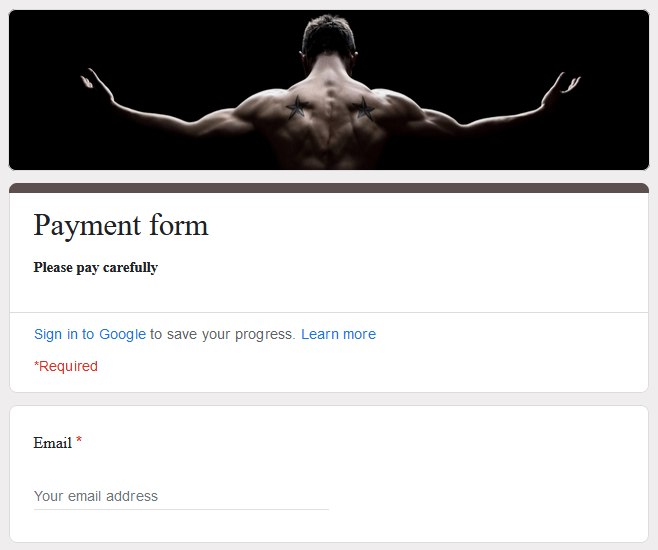 Payment form
Please pay carefully
Sign in to Google to save your progress. Learn more
*Required
Email *
Your email address